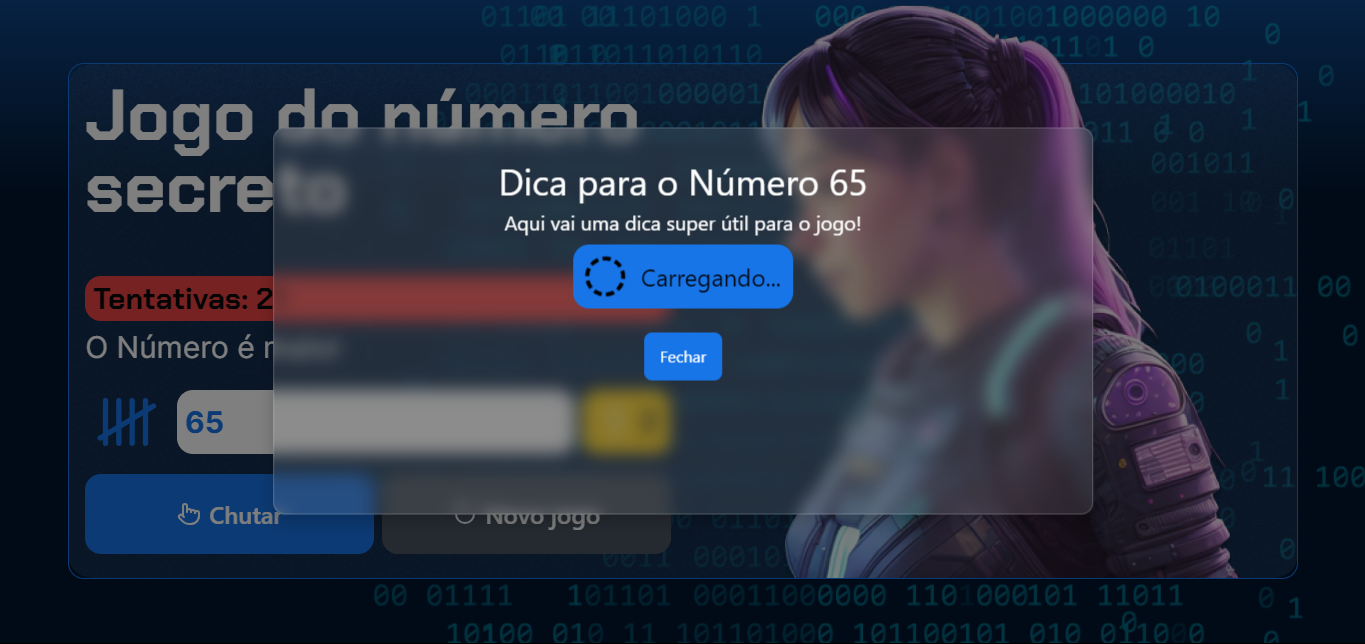 Jogo do número
secreto
Dica para o Número 65
Aqui vai uma dica super útil para o jogo!
Carregando...
Fechar
Tentativas: 2
O Número é
65
Chutar
Novo jogo